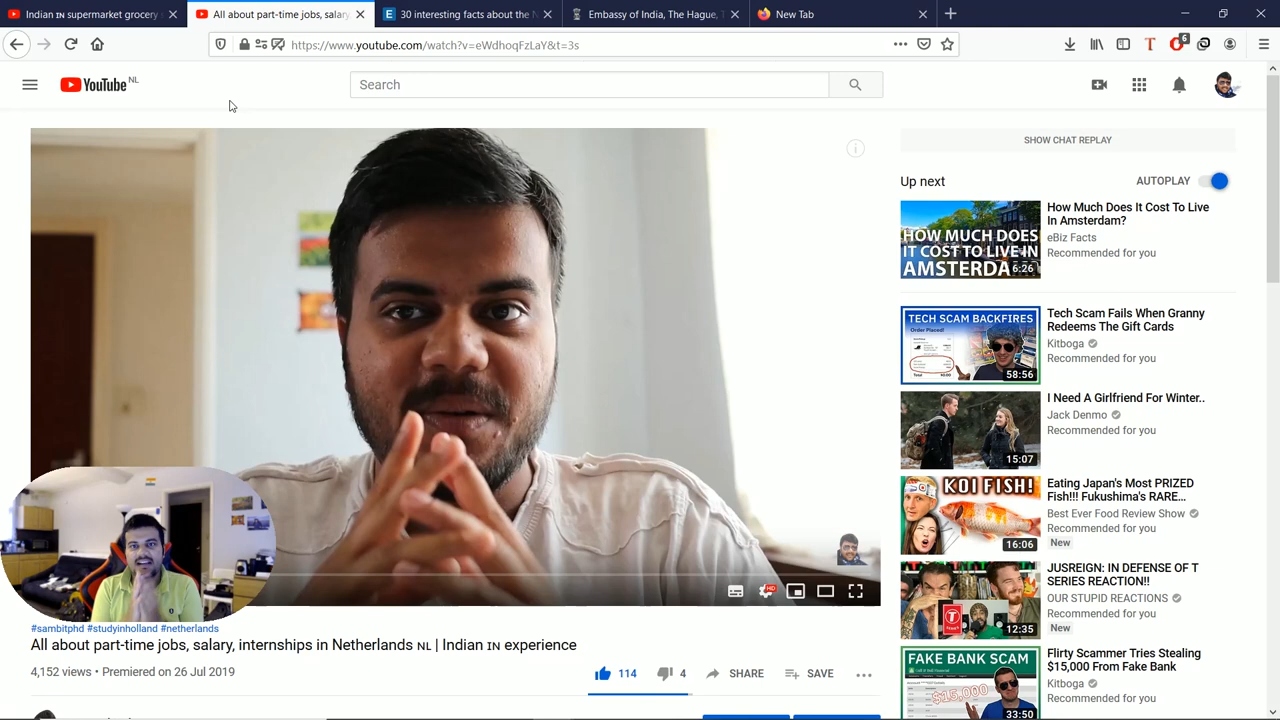 Indian IN supermarket grocery
All about part-time jobs, salary,
30 interesting facts about the N
Embassy of India, The Hague, T
New Tab
https://www.youtube.com/watch?v=eWdhoqFzLaY&t=3s
6
YouTube NL
Search
SHOW CHAT REPLAY
Up next
AUTOPLAY
HOW MUCH DOES
IT COST TO LIVE IN
AMSTERDA
6:26
How Much Does It Cost To Live
In Amsterdam?
eBiz Facts
Recommended for you
TECH SCAM BACKFIRES
Order Placed!
58:56
Tech Scam Fails When Granny
Redeems The Gift Cards
Kitboga
Recommended for you
15:07
I Need A Girlfriend For Winter..
Jack Denmo
Recommended for you
KOI FISH!
16:06
Eating Japan's Most PRIZED
Fish!!! Fukushima's RARE...
Best Ever Food Review Show
Recommended for you
New
T
12:35
JUSREIGN: IN DEFENSE OF T
SERIES REACTION!!
OUR STUPID REACTIONS
Recommended for you
New
FAKE BANK SCAM
$15,000
33:50
Flirty Scammer Tries Stealing
$15,000 From Fake Bank
Kitboga
Recommended for you
HD
#sambitphd #studyinholland #netherlands
All about part-time jobs, salary, internships in Netherlands NL | Indian IN experience
4,152 views • Premiered on 26 Jul 2019
114
4
SHARE
SAVE